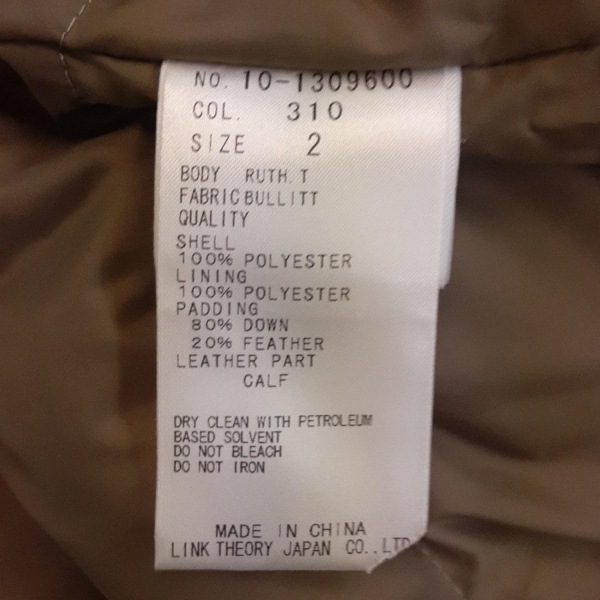 NO. 10-1309600
COL. 310
SIZE 2
BODY RUTH.T
FABRIC BULLITT
QUALITY
SHELL
100% POLYESTER
LINING
100% POLYESTER
PADDING
80% DOWN
20% FEATHER
LEATHER PART
CALF
DRY CLEAN WITH PETROLEUM
BASED SOLVENT
DO NOT BLEACH
DO NOT IRON
MADE IN CHINA
LINK THEORY JAPAN CO.,LTD